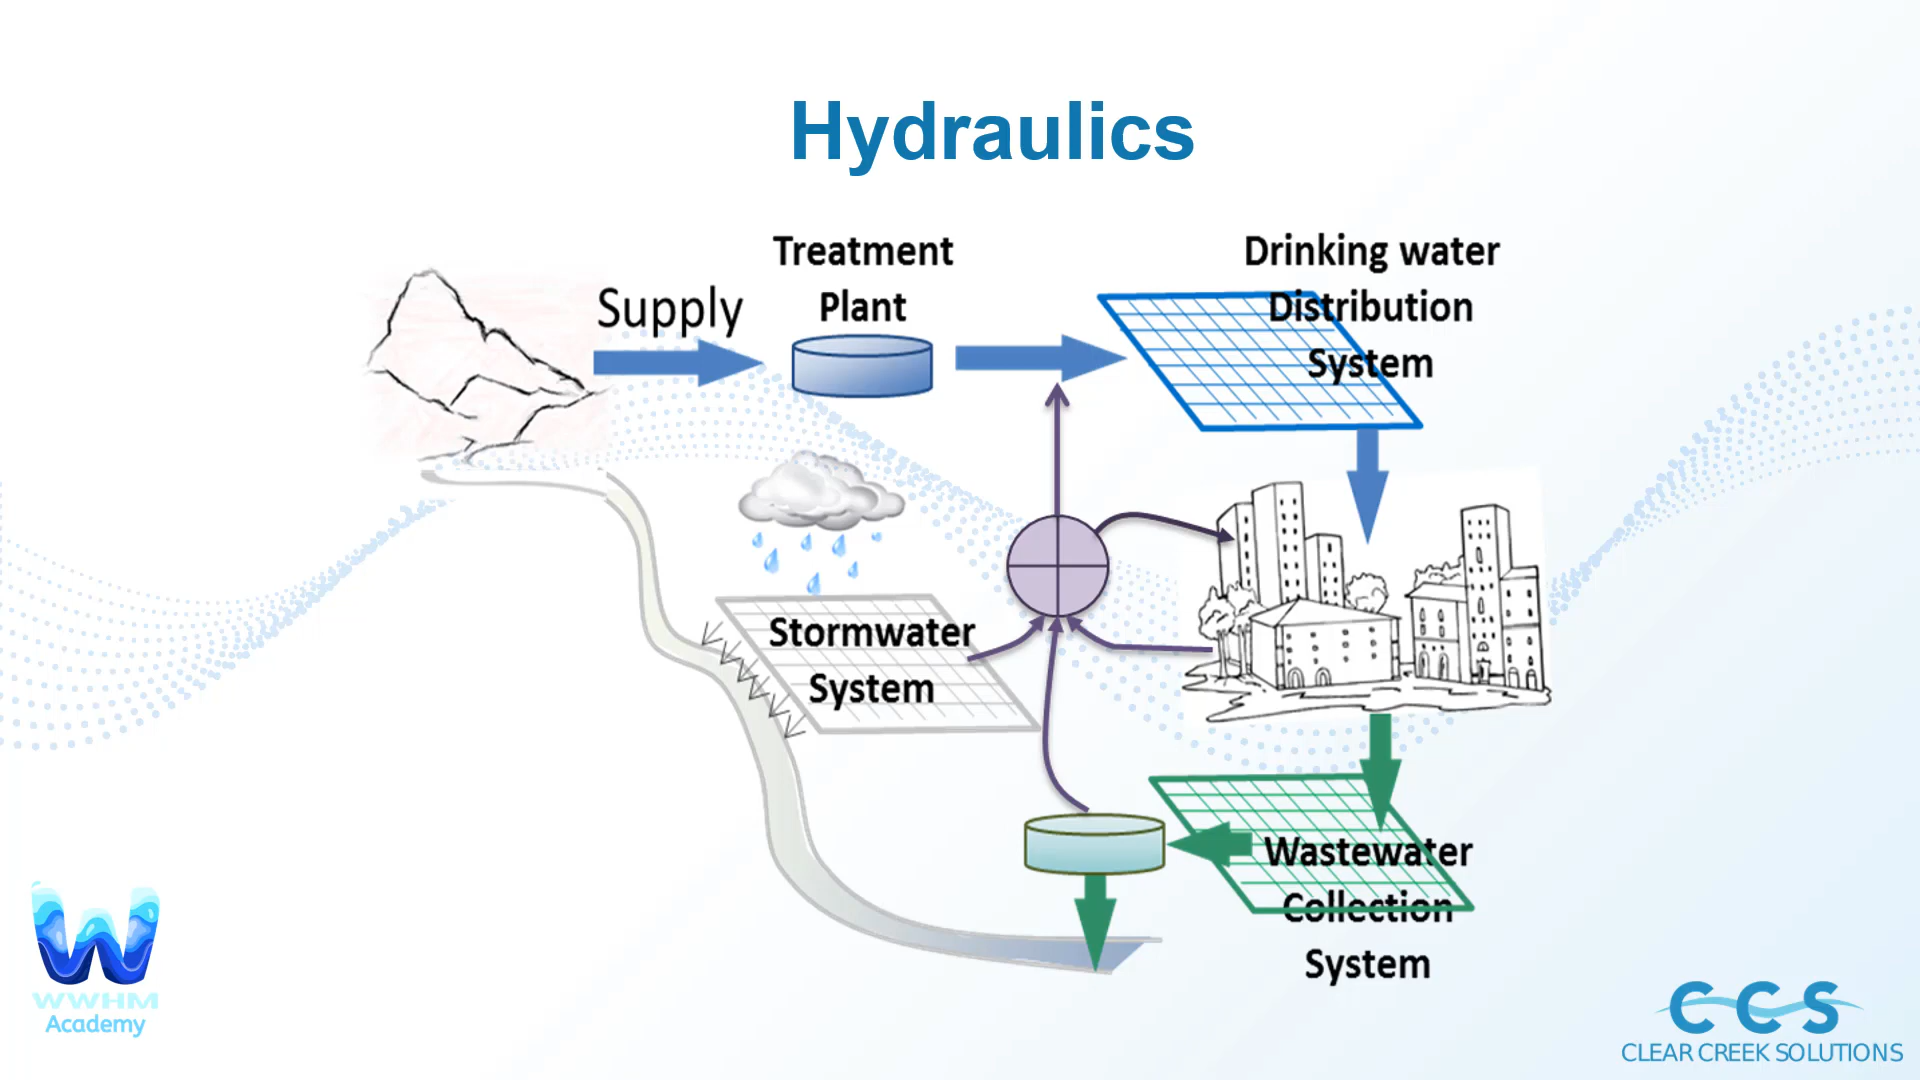 Hydraulics
Supply
Treatment
Plant
Drinking water
Distribution
System
Stormwater
System
Wastewater
Collection
System
WWHM
Academy
CCS
CLEAR CREEK SOLUTIONS